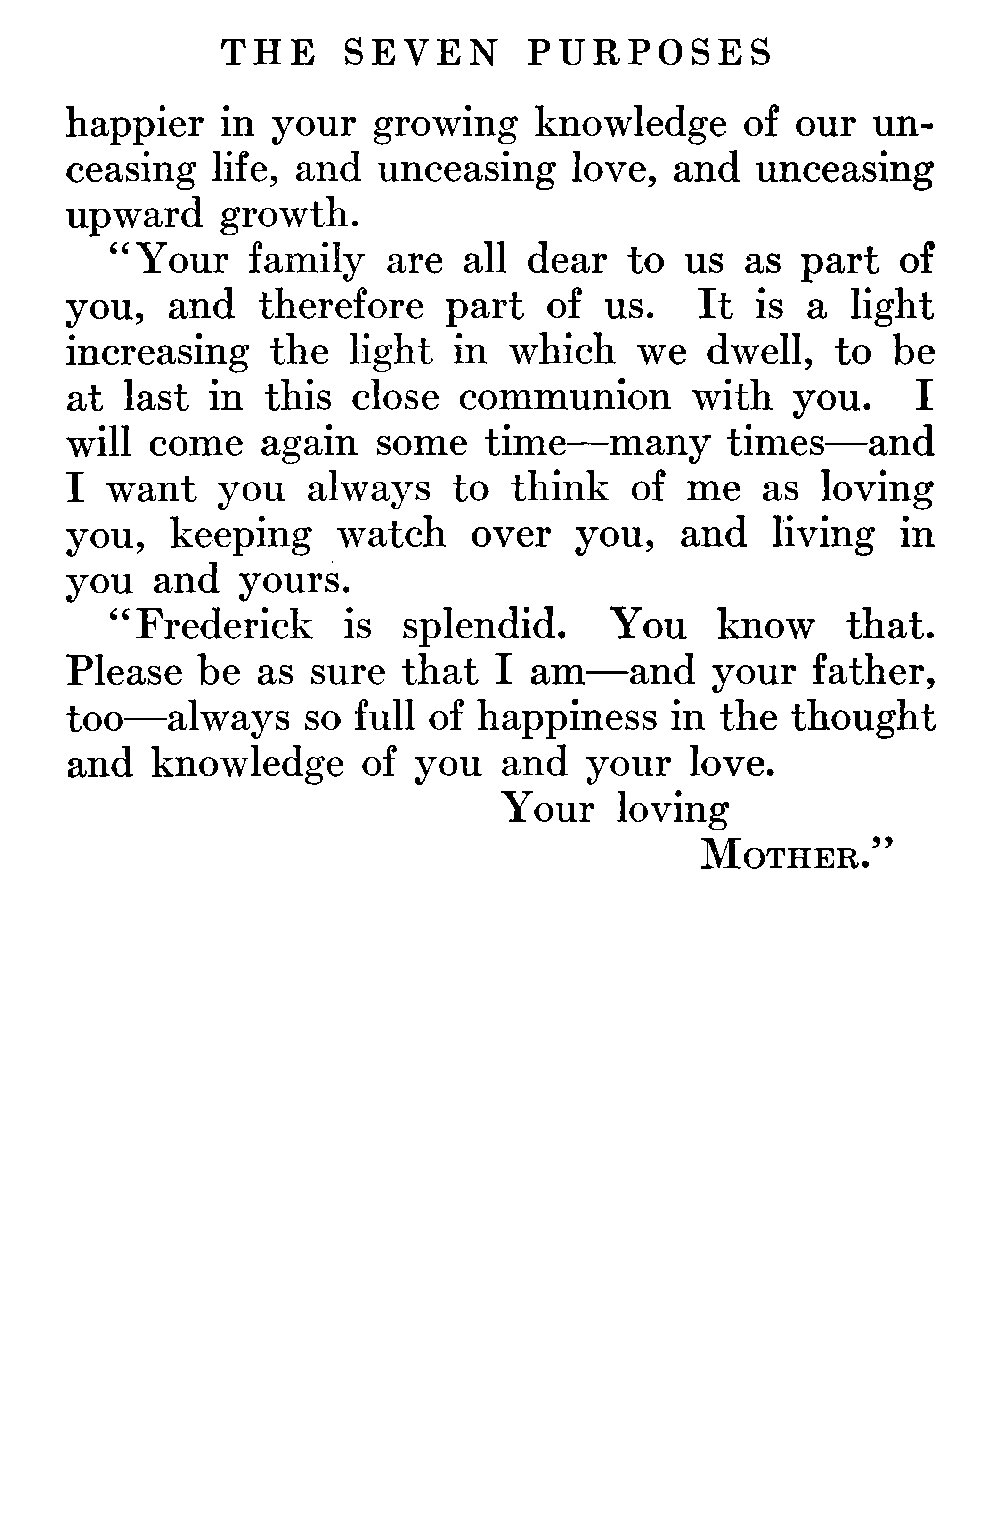 THE SEVEN PURPOSES
happier in your growing knowledge of our un-
ceasing life, and unceasing love, and unceasing
upward growth.
“Your family are all dear to us as part of
you, and therefore part of us. It is a light
increasing the light in which we dwell, to be
at last in this close communion with you. I
will come again some time—many times—and
I want you always to think of me as loving
you, keeping watch over you, and living in
you and yours.
“Frederick is splendid. You know that.
Please be as sure that I am—and your father,
too—always so full of happiness in the thought
and knowledge of you and your love.
Your loving
MOTHER.”